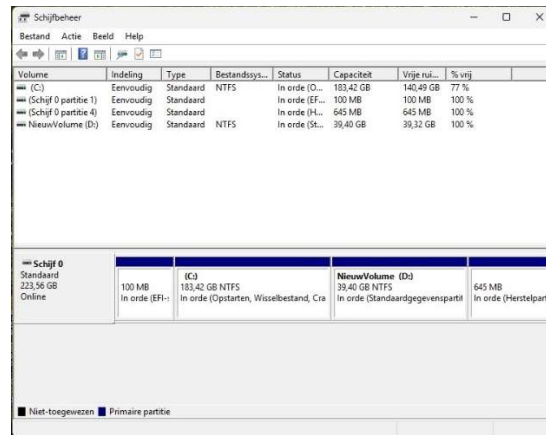 Schijfbeheer
Bestand Actie Beeld Help
Volume Indeling Type Bestandssys... Status Capaciteit Vrije rui... % vrij
(C:) Eenvoudig Standaard NTFS In orde (O... 183,42 GB 140,49 GB 77 %
(Schijf 0 partitie 1) Eenvoudig Standaard In orde (EF... 100 MB 100 MB 100 %
(Schijf 0 partitie 4) Eenvoudig Standaard In orde (H... 645 MB 645 MB 100 %
NieuwVolume (D:) Eenvoudig Standaard NTFS In orde (St... 39,40 GB 39,32 GB 100 %
Schijf 0
Standaard
223,56 GB
Online
100 MB
In orde (EFI-
(C:)
183,42 GB NTFS
In orde (Opstarten, Wisselbestand, Cra
NieuwVolume (D:)
39,40 GB NTFS
In orde (Standaardgegevensparti
645 MB
In orde (Herstelpar
Niet-toegewezen Primaire partitie